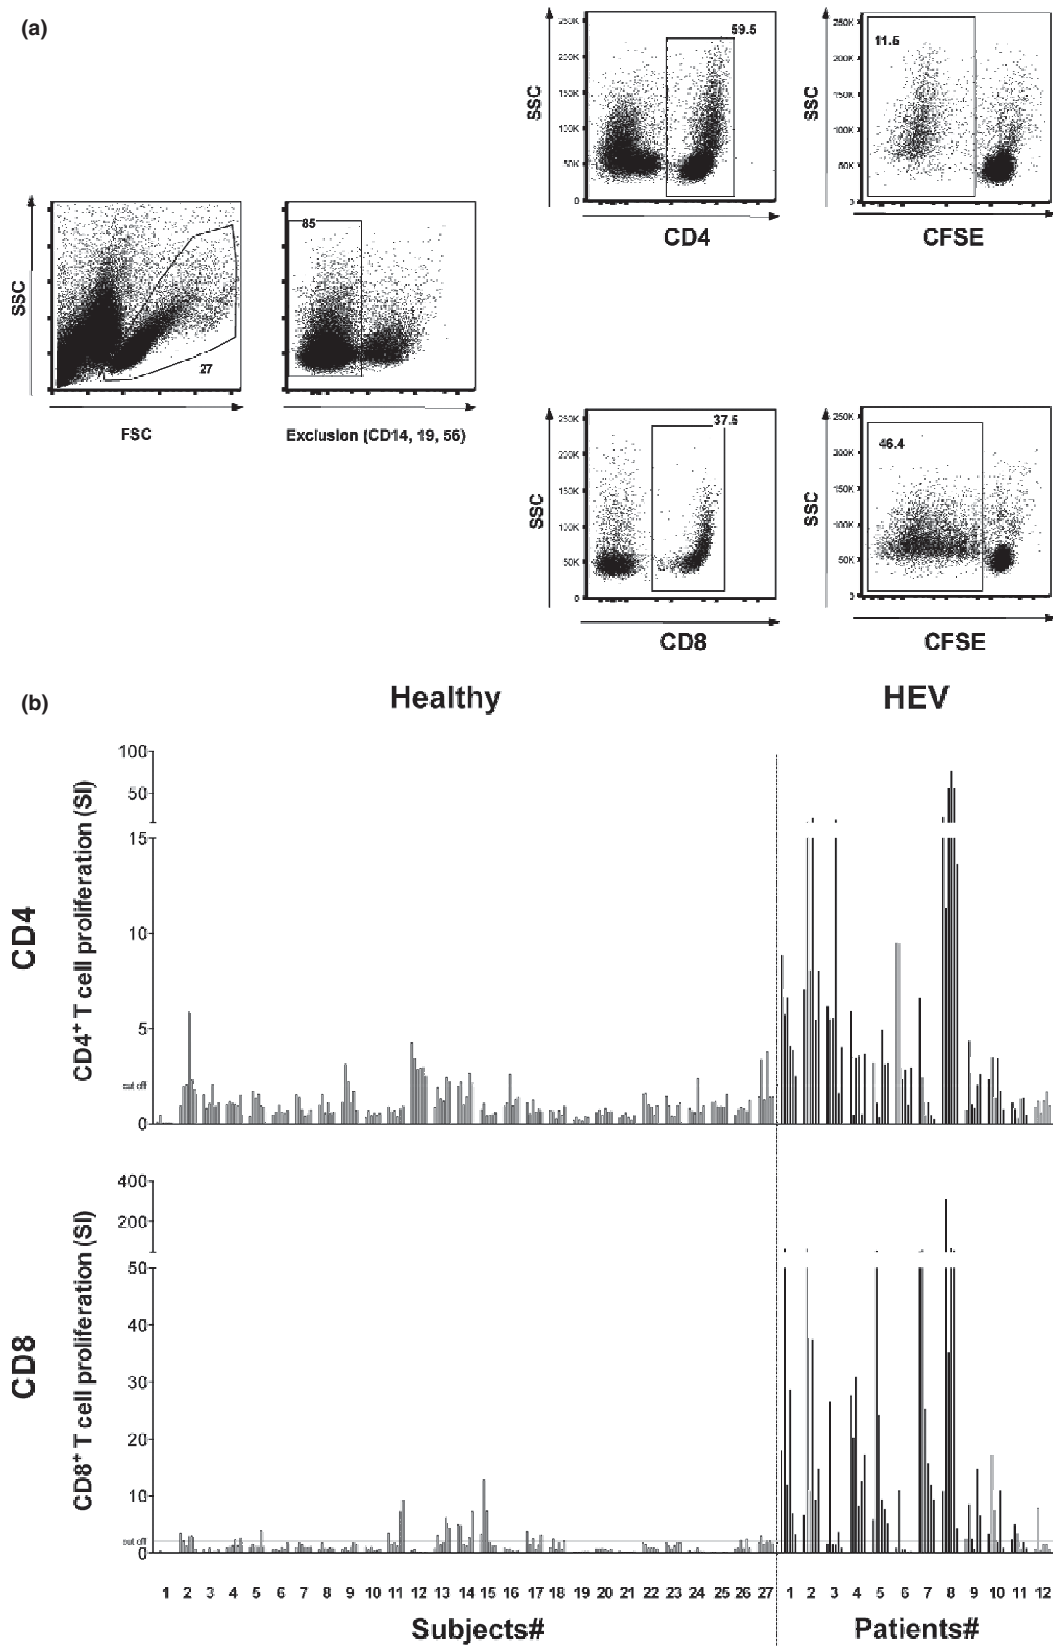 (a)
59.5
250K
200K
150K
100K
50K
0
SSC
CD4
11.5
250K
200K
150K
100K
50K
SSC
CFSE
SSC
27
FSC
85
Exclusion (CD14, 19, 56)
37.5
250K
200K
150K
100K
50K
0
SSC
CD8
46.4
250K
200K
150K
100K
50K
SSC
CFSE
(b)
Healthy
HEV
CD4
CD4+ T cell proliferation (SI)
100
50
15
10
5
cut off
0
CD8
CD8+ T cell proliferation (SI)
400
200
50
40
30
20
10
cut off
0
1 2 3 4 5 6 7 8 9 10 11 12 13 14 15 16 17 18 19 20 21 22 23 24 25 26 27 1 2 3 4 5 6 7 8 9 10 11 12
Subjects# Patients#